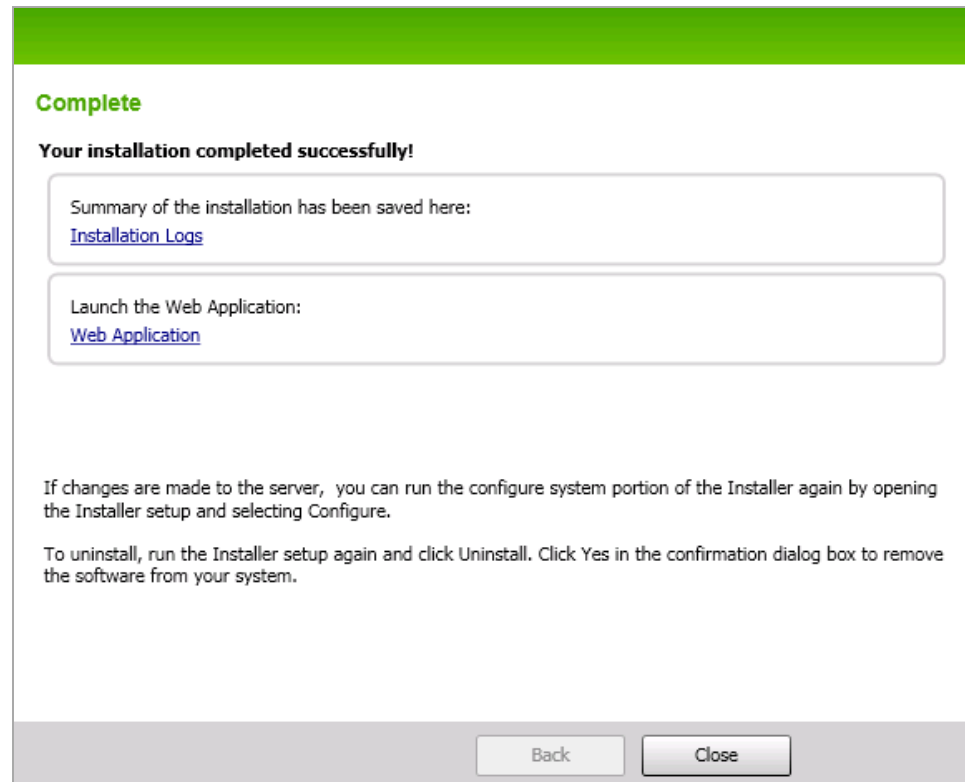 Complete
Your installation completed successfully!
Summary of the installation has been saved here:
Installation Logs
Launch the Web Application:
Web Application
If changes are made to the server,  you can run the configure system portion of the Installer again by opening
the Installer setup and selecting Configure.
To uninstall, run the Installer setup again and click Uninstall. Click Yes in the confirmation dialog box to remove
the software from your system.
Back
Close